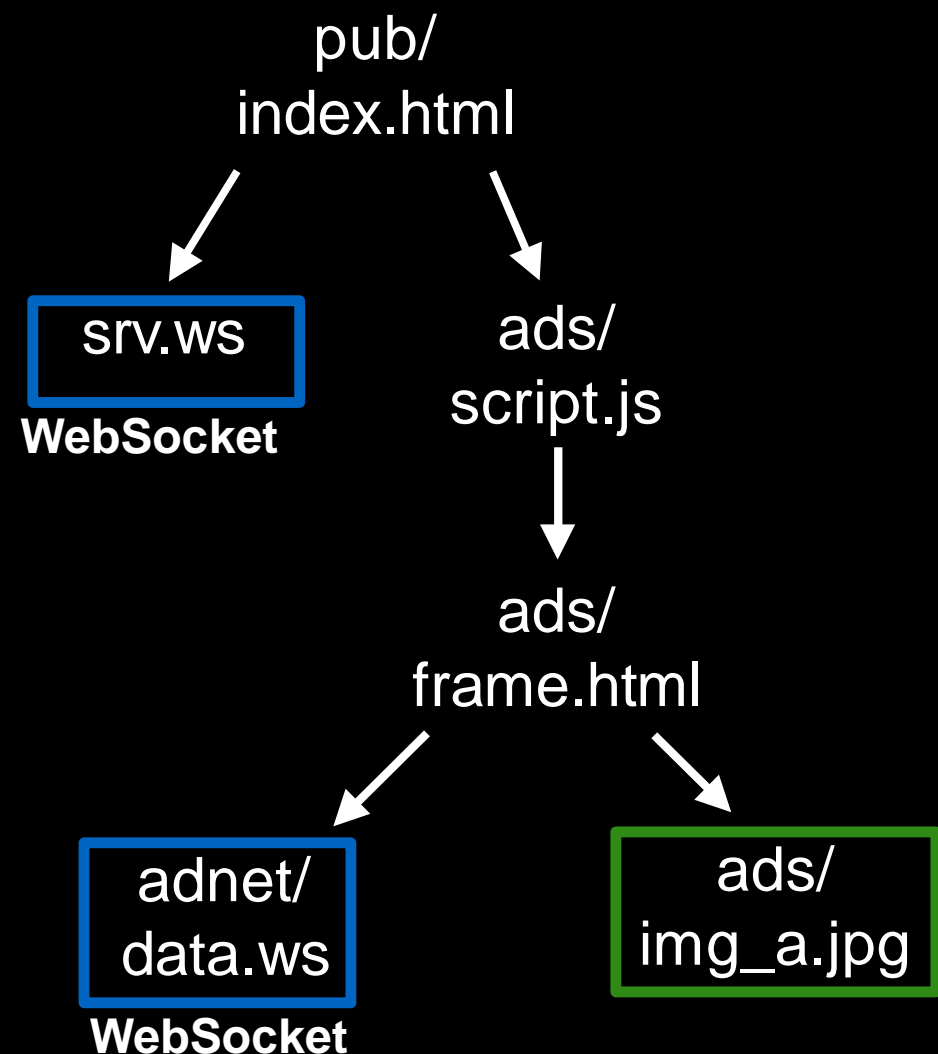 pub/
index.html
srv.ws
WebSocket
ads/
script.js
ads/
frame.html
adnet/
data.ws
WebSocket
ads/
img_a.jpg